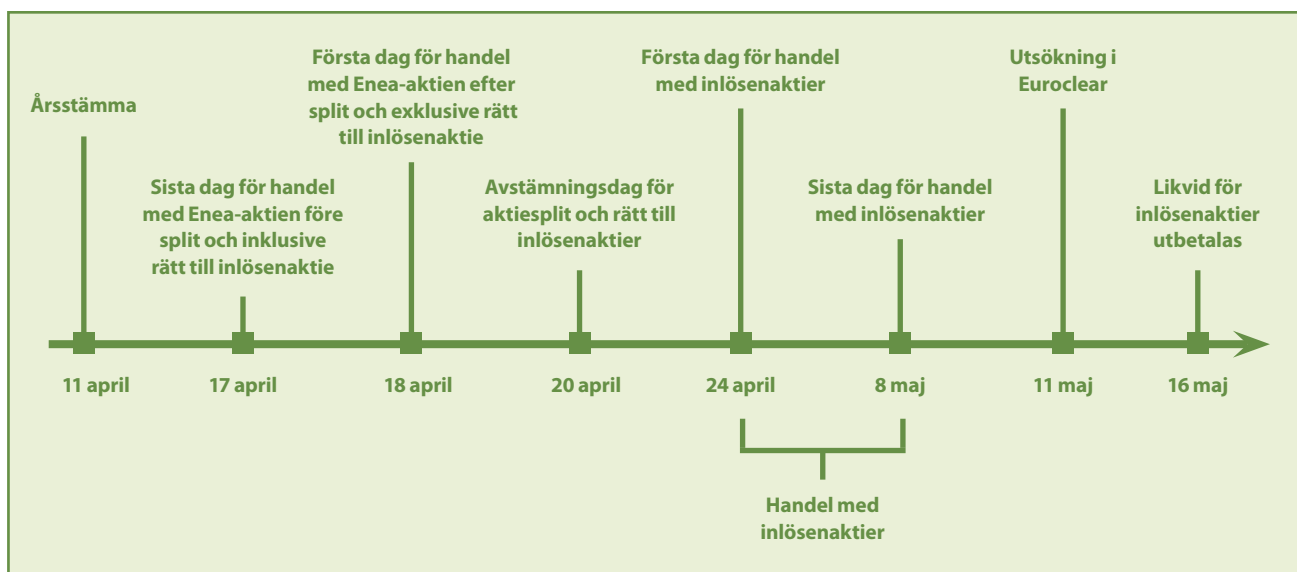 Årsstämma
Sista dag för handel
med Enea-aktien före
split och inklusive
rätt till inlösenaktie
Första dag för handel
med Enea-aktien efter
split och exklusive rätt
till inlösenaktie
Avstämningsdag för
aktiesplit och rätt till
inlösenaktier
Första dag för handel
med inlösenaktier
Sista dag för handel
med inlösenaktier
Utsökning i
Euroclear
Likvid för
inlösenaktier
utbetalas
11 april
17 april
18 april
20 april
24 april
8 maj
11 maj
16 maj
Handel med
inlösenaktier